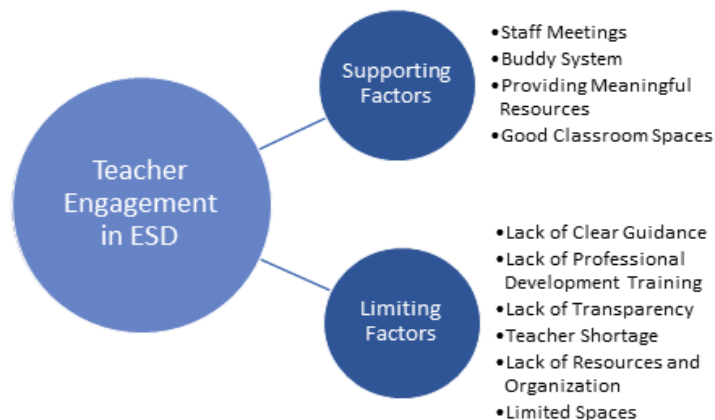 Teacher
Engagement
in ESD
Supporting
Factors
•Staff Meetings
•Buddy System
•Providing Meaningful
Resources
•Good Classroom Spaces
Limiting
Factors
•Lack of Clear Guidance
•Lack of Professional
Development Training
•Lack of Transparency
•Teacher Shortage
•Lack of Resources and
Organization
•Limited Spaces